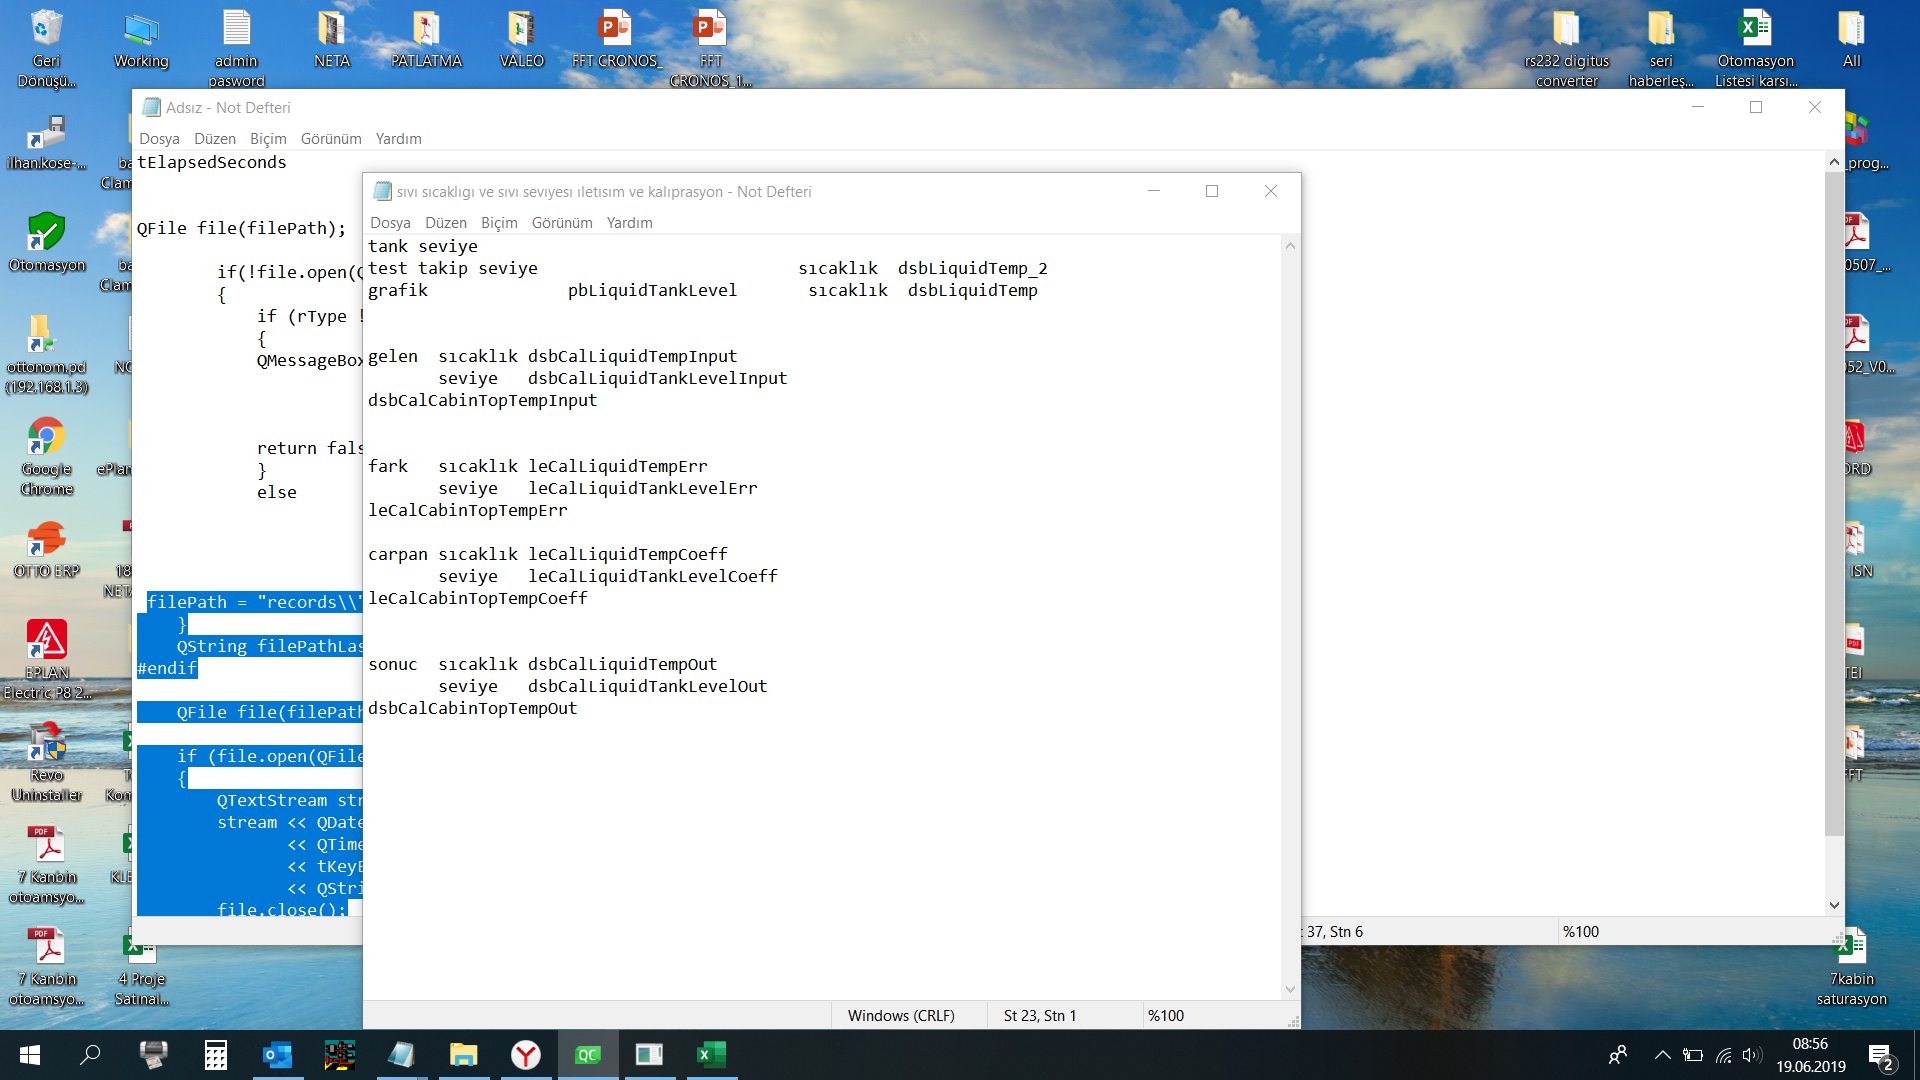 Geri
Dönüşü...
Working
admin
pasword
NETA
PATLATMA
VALEO
FFT CRONOS_
FFT
CRONOS_1...
rs232 digitus
converter
seri
haberleş...
Otomasyon
Listesi karsı...
All
Adsız - Not Defteri
Dosya Düzen Biçim Görünüm Yardım
tElapsedSeconds
QFile file(filePath);
if(!file.open(Q
{
if (rType !
{
QMessageBox
return fals
}
else
filePath = "records\\"
}
QString filePathLas
#endif
QFile file(filePath
if (file.open(QFile
{
QTextStream str
stream << QDate
<< QTime
<< tKeyE
<< QStri
file.close();
37, Stn 6
%100
sıvı sıcaklıgı ve sıvı sevıyesı ıletısım ve kalıprasyon - Not Defteri
Dosya Düzen Biçim Görünüm Yardım
tank seviye
test takip seviye sıcaklık dsbLiquidTemp_2
grafik pbLiquidTankLevel sıcaklık dsbLiquidTemp
gelen sıcaklık dsbCalLiquidTempInput
seviye dsbCalLiquidTankLevelInput
dsbCalCabinTopTempInput
fark sıcaklık leCalLiquidTempErr
seviye leCalLiquidTankLevelErr
leCalCabinTopTempErr
carpan sıcaklık leCalLiquidTempCoeff
seviye leCalLiquidTankLevelCoeff
leCalCabinTopTempCoeff
sonuc sıcaklık dsbCalLiquidTempOut
seviye dsbCalLiquidTankLevelOut
dsbCalCabinTopTempOut
Windows (CRLF)
St 23, Stn 1
%100
ilhan.kose-...
Otomasyon
ottonom.pd
(192.168.1.3)
Google
Chrome
OTTO ERP
EPLAN
Electric P8 2...
Revo
Uninstaller
7 Kanbin
otoamsyo...
7 Kanbin
otoamsyo...
4 Proje
Satınal...
7kabin
saturasyon
08:56
19.06.2019
2